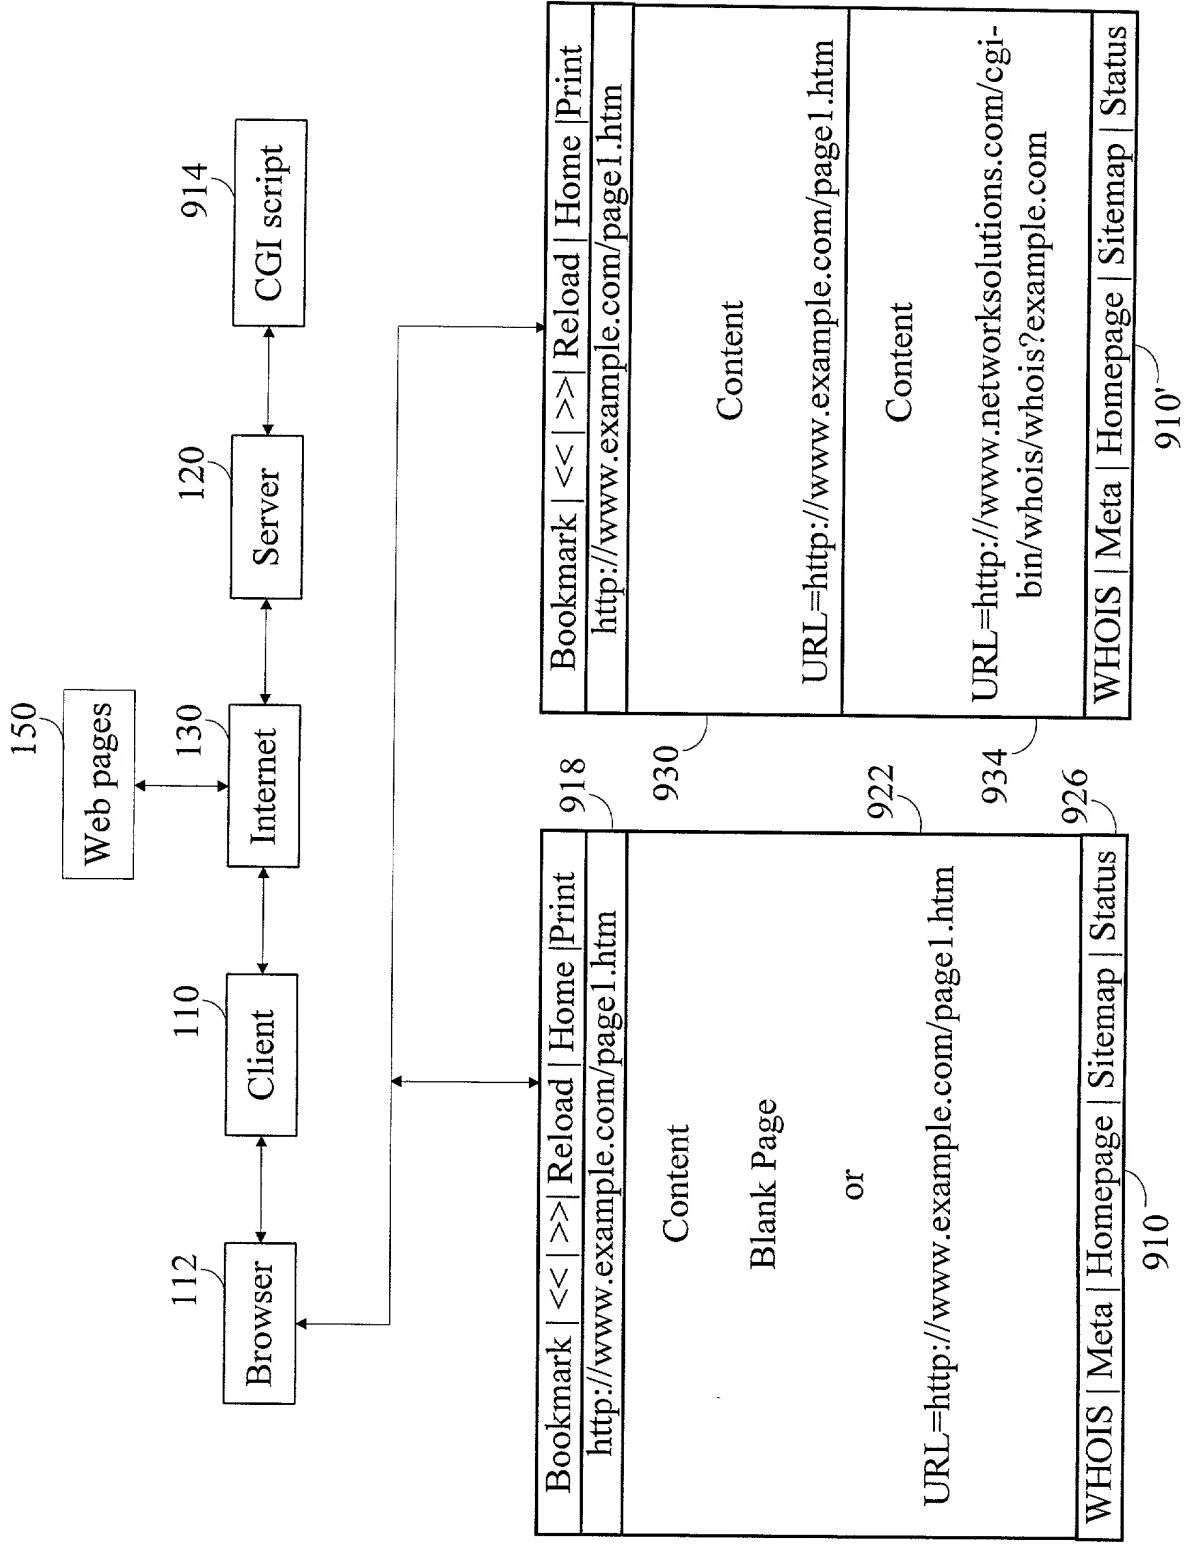 150
Web pages
112
Browser
110
Client
130
Internet
120
Server
914
CGI script
Bookmark | << | >>| Reload | Home |Print
http://www.example.com/page1.htm
918
Content
Blank Page
or
URL=http://www.example.com/page1.htm
922
WHOIS | Meta | Homepage | Sitemap | Status
926
910
Bookmark | << | >>| Reload | Home |Print
http://www.example.com/page1.htm
Content
930
URL=http://www.example.com/page1.htm
Content
URL=http://www.networksolutions.com/cgi-
bin/whois/whois?example.com
934
WHOIS | Meta | Homepage | Sitemap | Status
910'